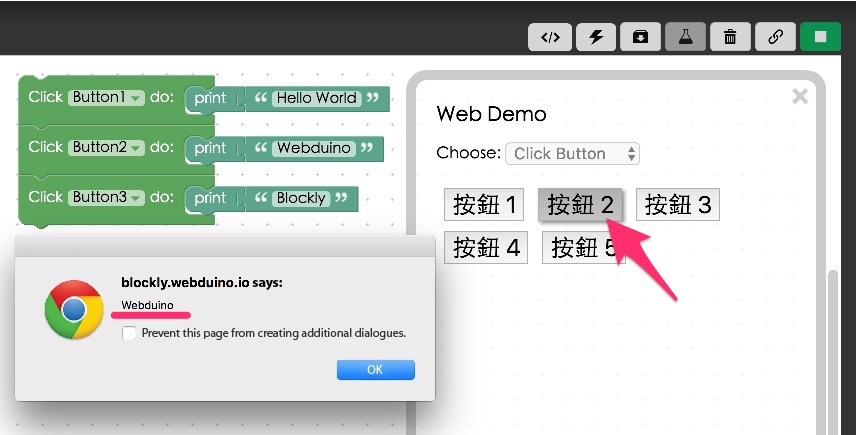 </>
Click Button1 do: print “ Hello World ”
Click Button2 do: print “ Webduino ”
Click Button3 do: print “ Blockly ”
Web Demo
Choose: Click Button
按鈕 1 按鈕 2 按鈕 3
按鈕 4 按鈕 5
blockly.webduino.io says:
Webduino
Prevent this page from creating additional dialogues.
OK